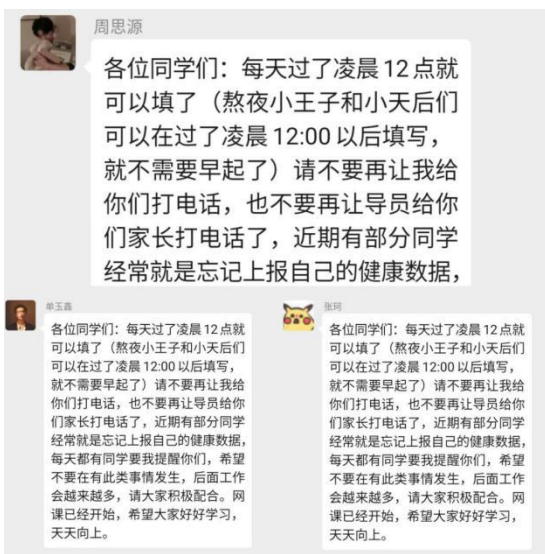 周思源
各位同学们：每天过了凌晨 12 点就
可以填了（熬夜小王子和小天后们
可以在过了凌晨 12:00 以后填写，
就不需要早起了）请不要再让我给
你们打电话，也不要再让导员给你
们家长打电话了，近期有部分同学
经常就是忘记上报自己的健康数据，
单玉鑫
各位同学们：每天过了凌晨 12 点就
可以填了（熬夜小王子和小天后们
可以在过了凌晨 12:00 以后填写，
就不需要早起了）请不要再让我给
你们打电话，也不要再让导员给你
们家长打电话了，近期有部分同学
经常就是忘记上报自己的健康数据，
每天都有同学要我提醒你们，希望
不要在有此类事情发生，后面工作
会越来越多，请大家积极配合。网
课已经开始，希望大家好好学习，
天天向上。
张珂
各位同学们：每天过了凌晨 12 点就
可以填了（熬夜小王子和小天后们
可以在过了凌晨 12:00 以后填写，
就不需要早起了）请不要再让我给
你们打电话，也不要再让导员给你
们家长打电话了，近期有部分同学
经常就是忘记上报自己的健康数据，
每天都有同学要我提醒你们，希望
不要在有此类事情发生，后面工作
会越来越多，请大家积极配合。网
课已经开始，希望大家好好学习，
天天向上。